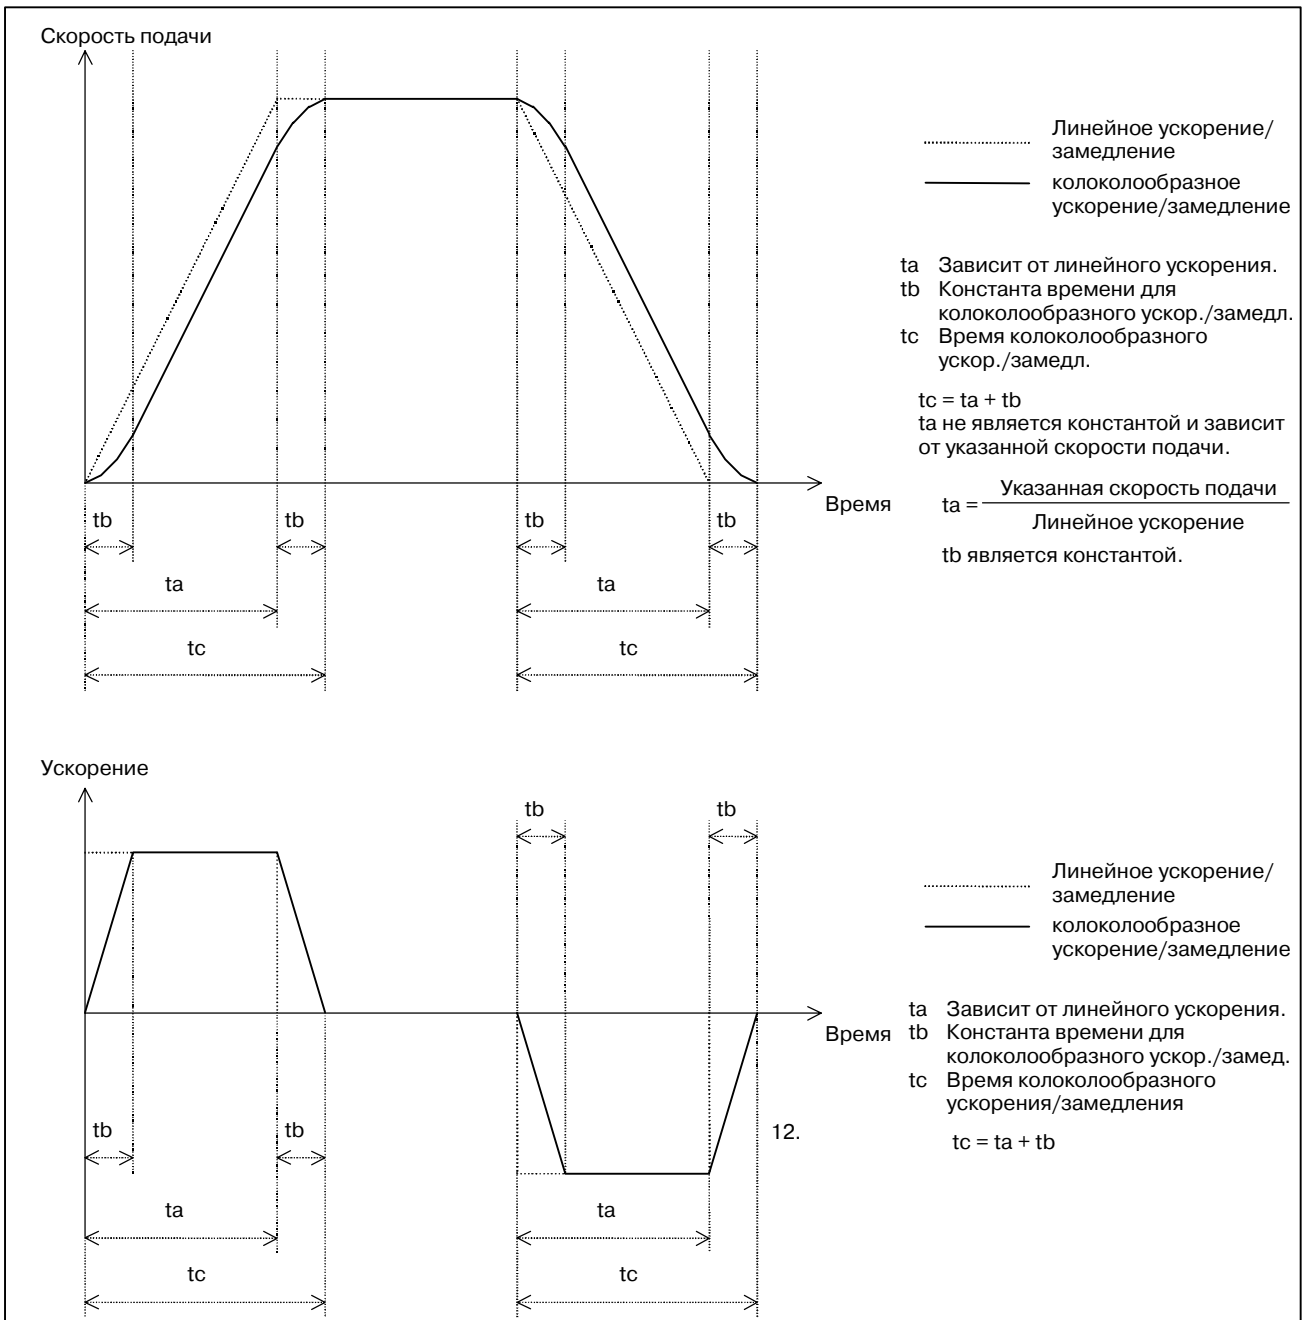 Скорость подачи
Линейное ускорение/
замедление
колоколообразное
ускорение/замедление
ta Зависит от линейного ускорения.
tb Константа времени для
колоколообразного ускор./замедл.
tc Время колоколообразного
ускор./замедл.
tc = ta + tb
ta не является константой и зависит
от указанной скорости подачи.
ta = Указанная скорость подачи
Линейное ускорение
tb является константой.
Время
tb tb tb tb
ta ta
tc tc
Ускорение
tb tb
Линейное ускорение/
замедление
колоколообразное
ускорение/замедление
Время
ta Зависит от линейного ускорения.
tb Константа времени для
колоколообразного ускор./замед.
tc Время колоколообразного
ускорения/замедления
tc = ta + tb
tb tb 12.
ta ta
tc tc